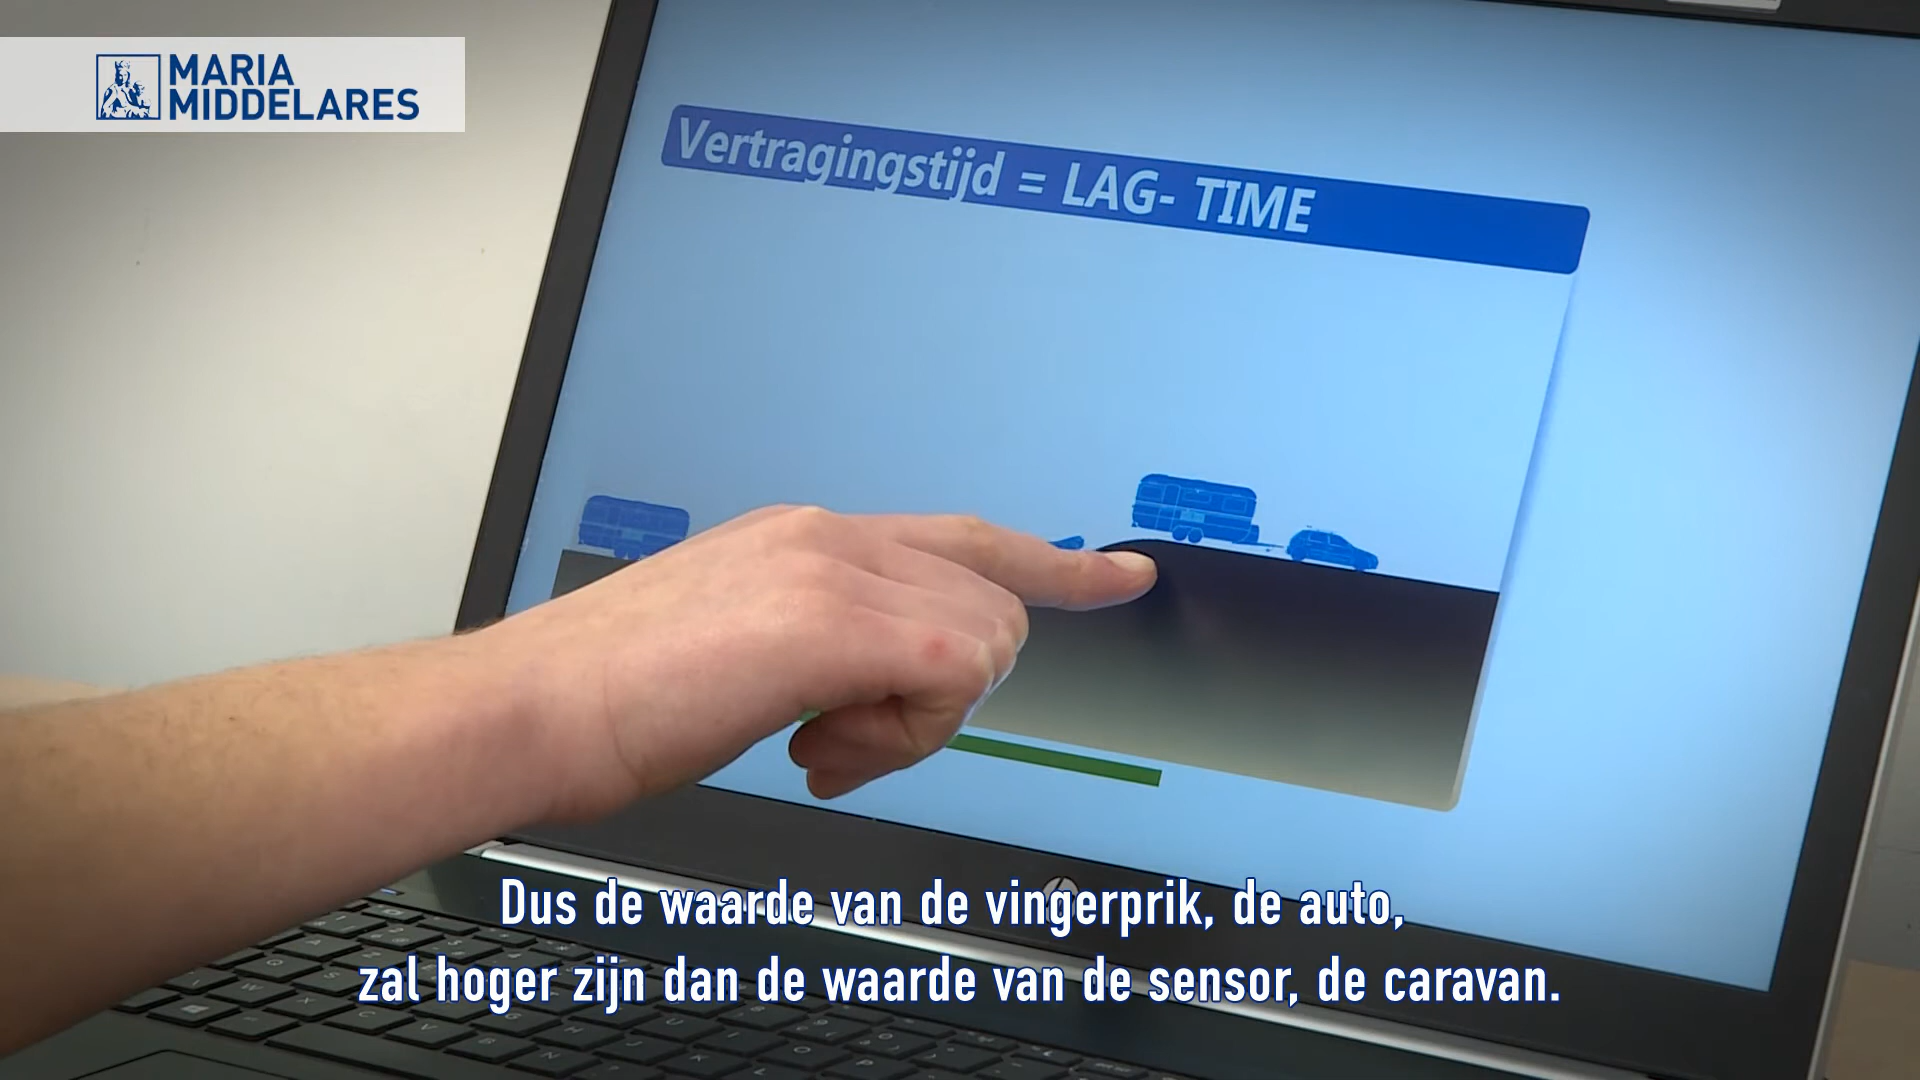 MARIA
MIDDELARES
Vertragingstijd = LAG- TIME
Dus de waarde van de vingerprik, de auto,
zal hoger zijn dan de waarde van de sensor, de caravan.